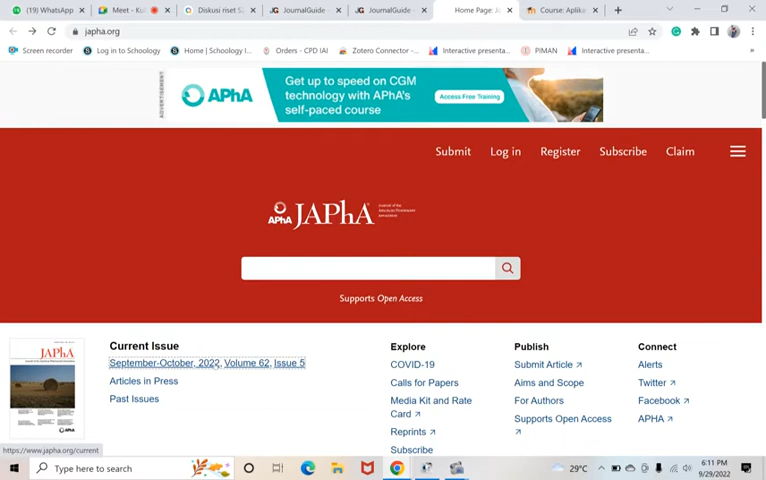 (19) WhatsApp
Meet - Ku
Diskusi riset S
JournalGuide -
JournalGuide -
Home Page: J
Course: Aplika
japha.org
Screen recorder
Log in to Schoology
Home | Schoology I...
Orders - CPD IAI
Zotero Connector -...
Interactive presenta...
PIMAN
Interactive presenta...
»
ADVERTISEMENT
APhA
Get up to speed on CGM
technology with APhA's
self-paced course
Access Free Training
Submit
Log in
Register
Subscribe
Claim
APhA
JAPhA
Supports Open Access
JAPhA
Current Issue
September-October, 2022, Volume 62, Issue 5
Articles in Press
Past Issues
Explore
COVID-19
Calls for Papers
Media Kit and Rate
Card
Reprints
Subscribe
Publish
Submit Article
Aims and Scope
For Authors
Supports Open Access
Connect
Alerts
Twitter
Facebook
APHA
https://www.japha.org/current
Type here to search
29°C
6:11 PM
9/29/2022